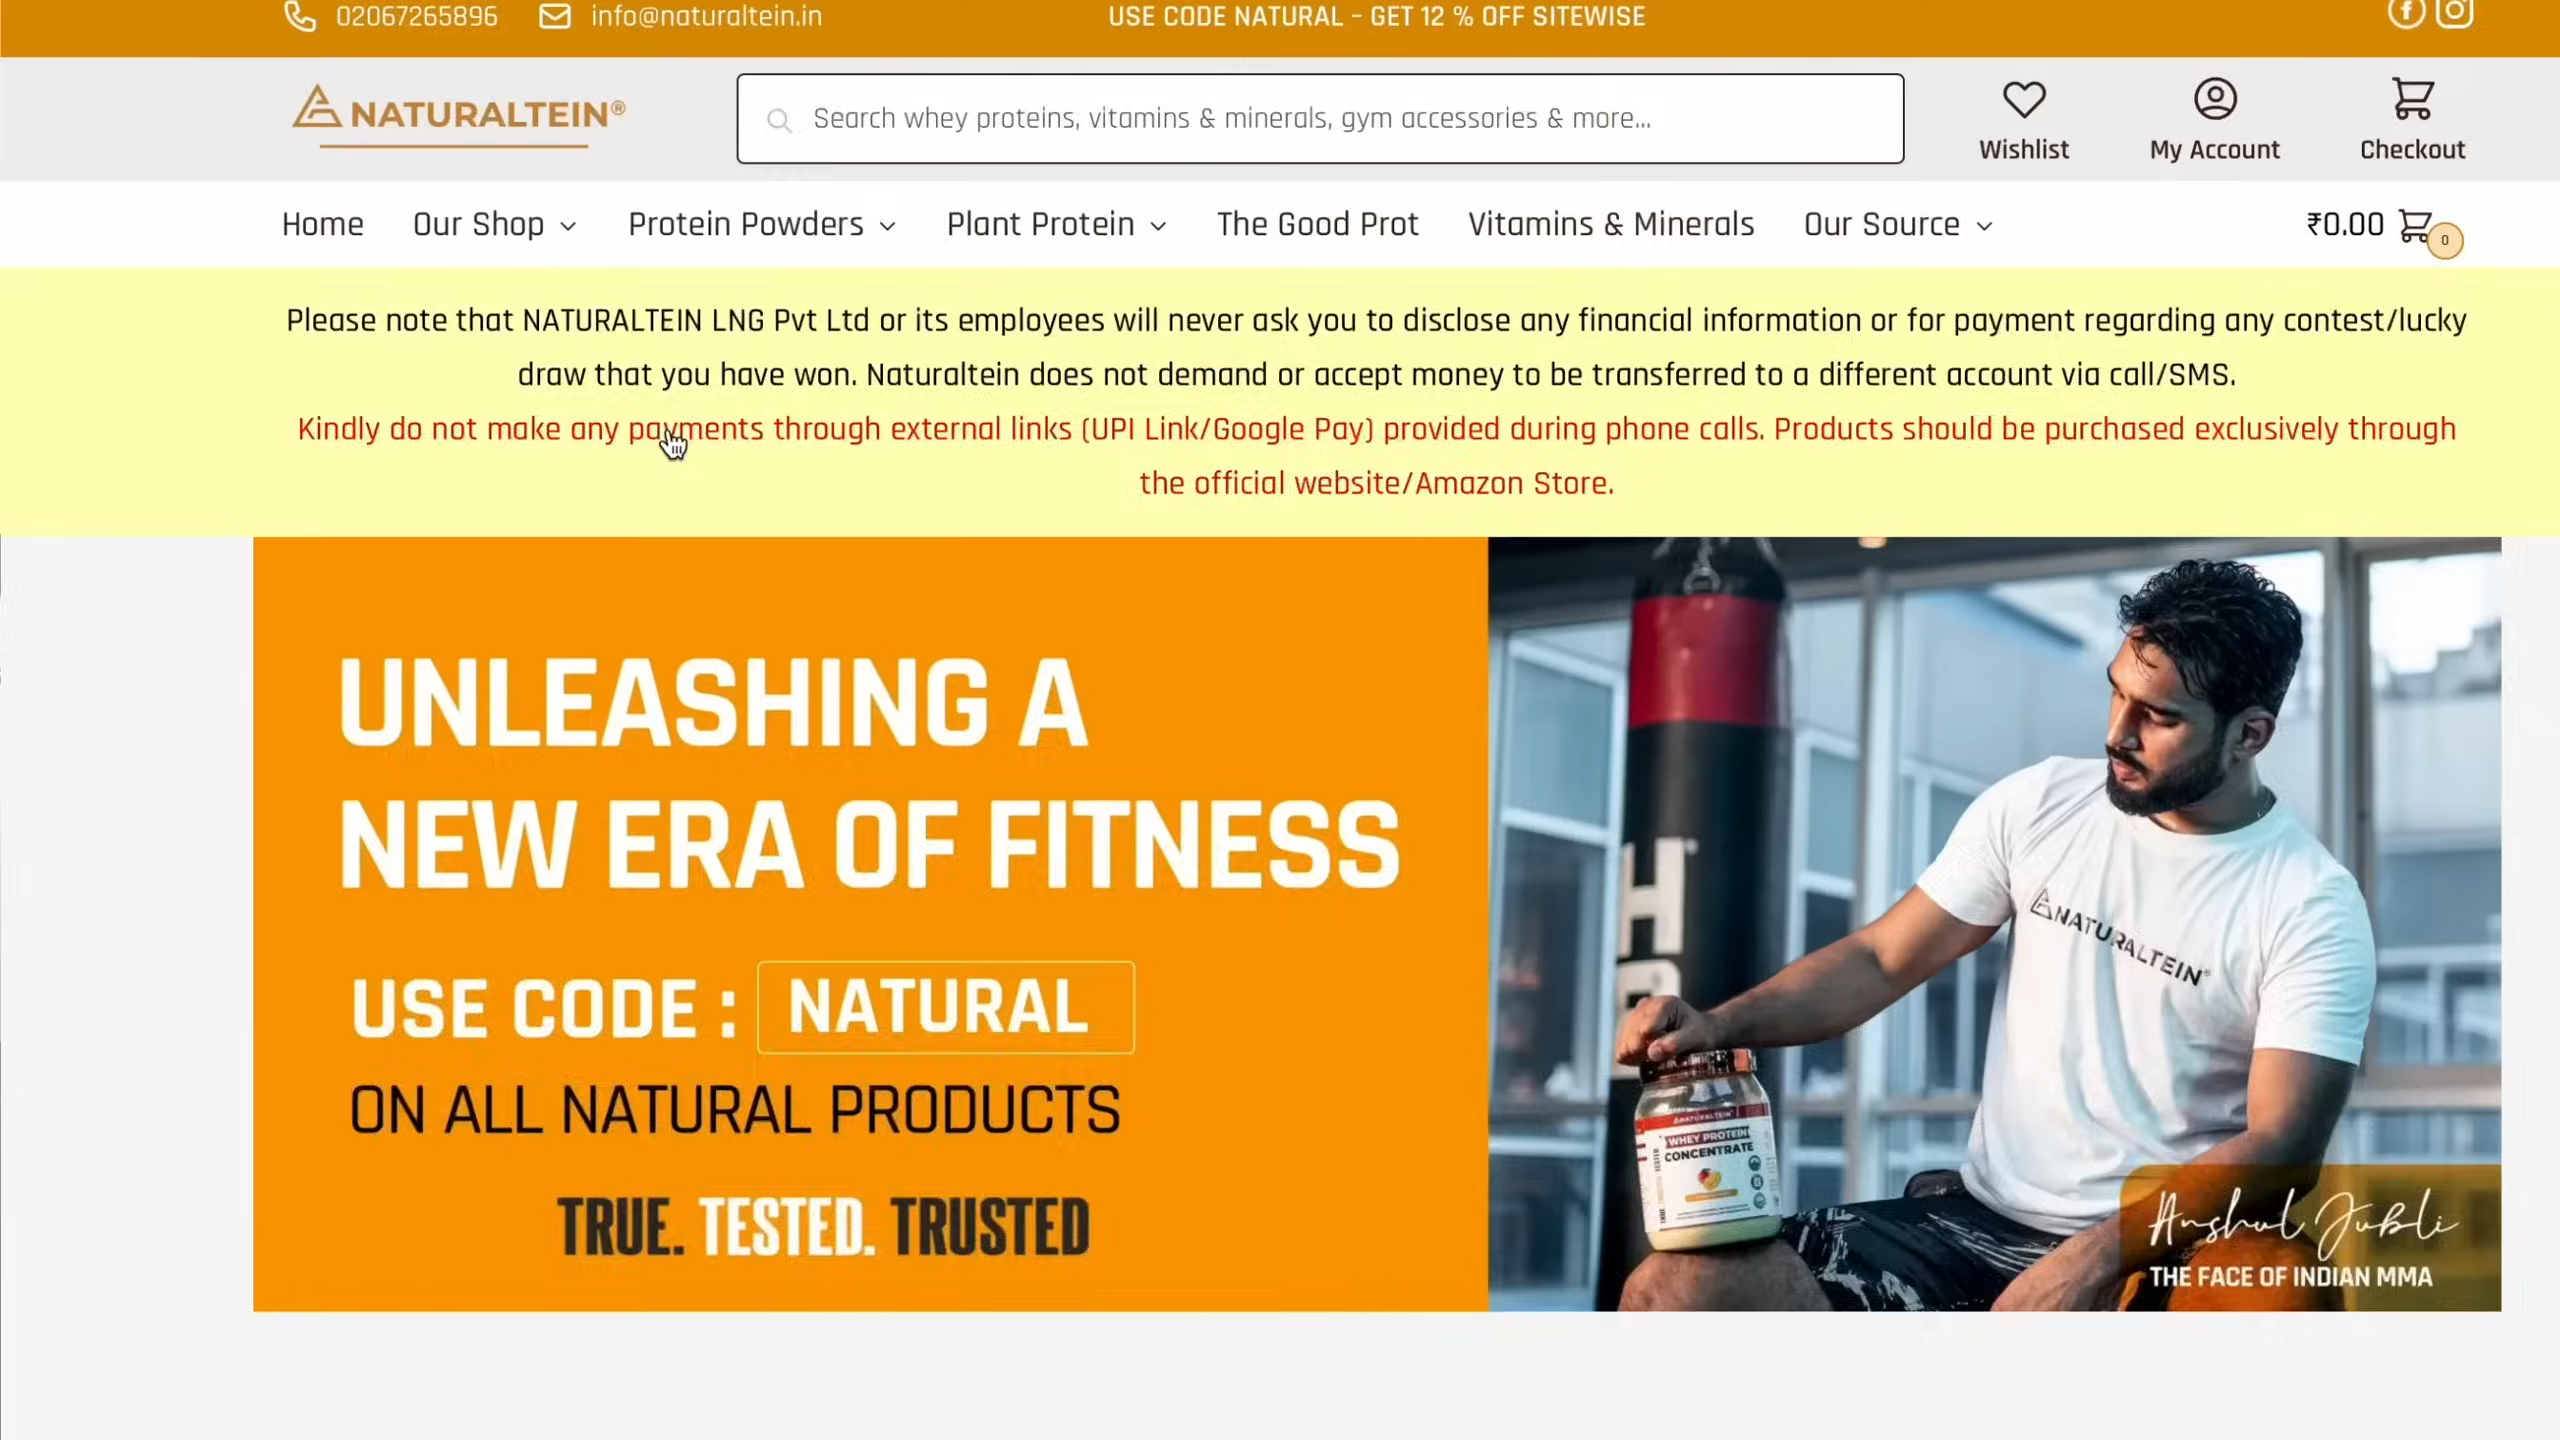 02067265896
info@naturaltein.in
USE CODE NATURAL – GET 12 % OFF SITEWISE
NATURALTEIN®
Search whey proteins, vitamins & minerals, gym accessories & more...
Wishlist
My Account
Checkout
Home
Our Shop
Protein Powders
Plant Protein
The Good Prot
Vitamins & Minerals
Our Source
₹0.00
0
Please note that NATURALTEIN LNG Pvt Ltd or its employees will never ask you to disclose any financial information or for payment regarding any contest/lucky
draw that you have won. Naturaltein does not demand or accept money to be transferred to a different account via call/SMS.
Kindly do not make any payments through external links (UPI Link/Google Pay) provided during phone calls. Products should be purchased exclusively through
the official website/Amazon Store.
UNLEASHING A
NEW ERA OF FITNESS
USE CODE : NATURAL
ON ALL NATURAL PRODUCTS
TRUE. TESTED. TRUSTED
NATURALTEIN®
NATURALTEIN
WHEY PROTEIN
CONCENTRATE
Anshul Jubli
THE FACE OF INDIAN MMA